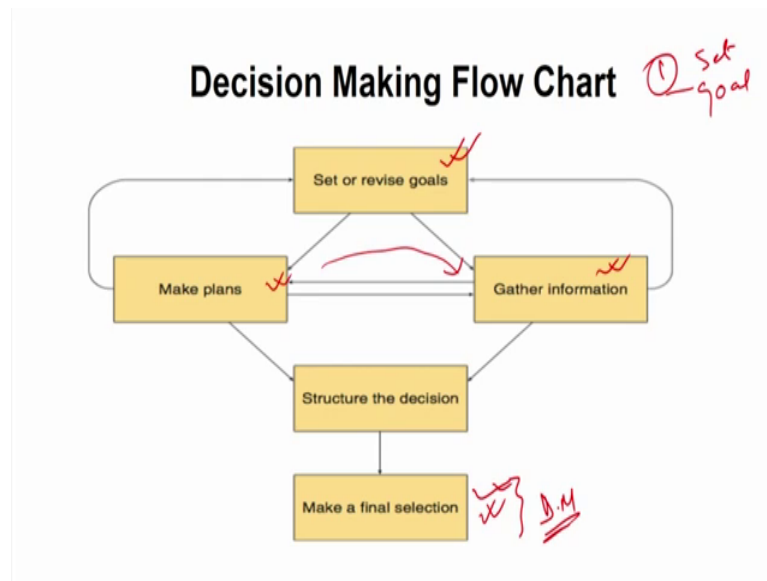 Decision Making Flow Chart
① Set
goal
Set or revise goals
Make plans
Gather information
Structure the decision
Make a final selection
D.M